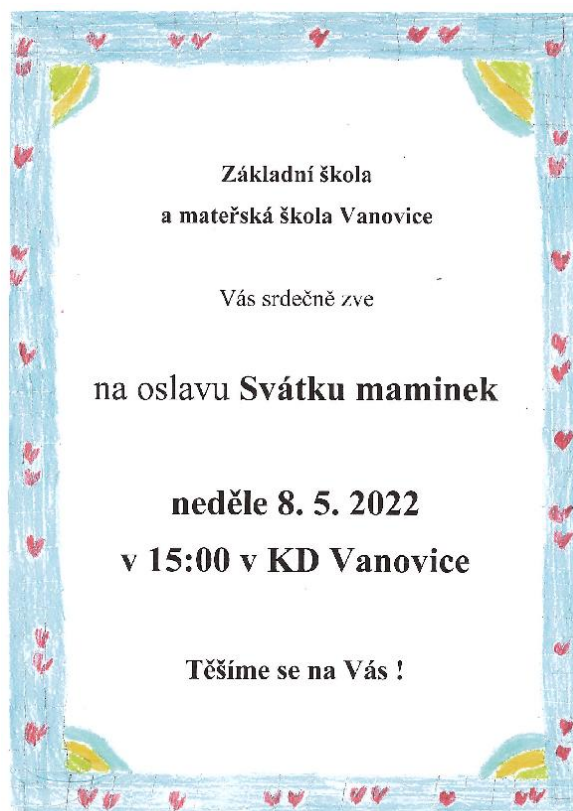 Základní škola
a mateřská škola Vanovice
Vás srdečně zve
na oslavu Svátku maminek
neděle 8. 5. 2022
v 15:00 v KD Vanovice
Těšíme se na Vás !